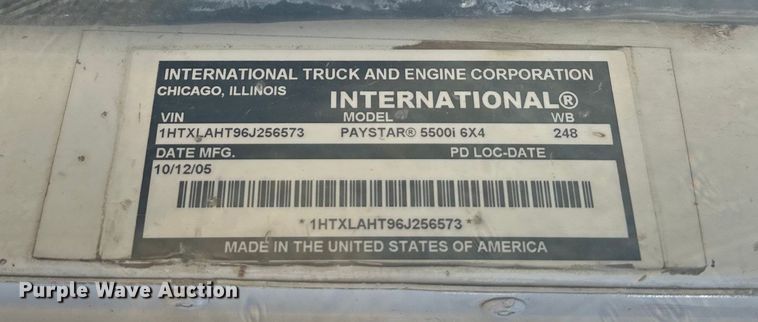 INTERNATIONAL TRUCK AND ENGINE CORPORATION
CHICAGO, ILLINOIS
INTERNATIONAL®
VIN MODEL WB
1HTXLAHT96J256573 PAYSTAR® 5500i 6X4 248
DATE MFG. PD LOC-DATE
10/12/05
* 1HTXLAHT96J256573 *
MADE IN THE UNITED STATES OF AMERICA
Purple Wave Auction